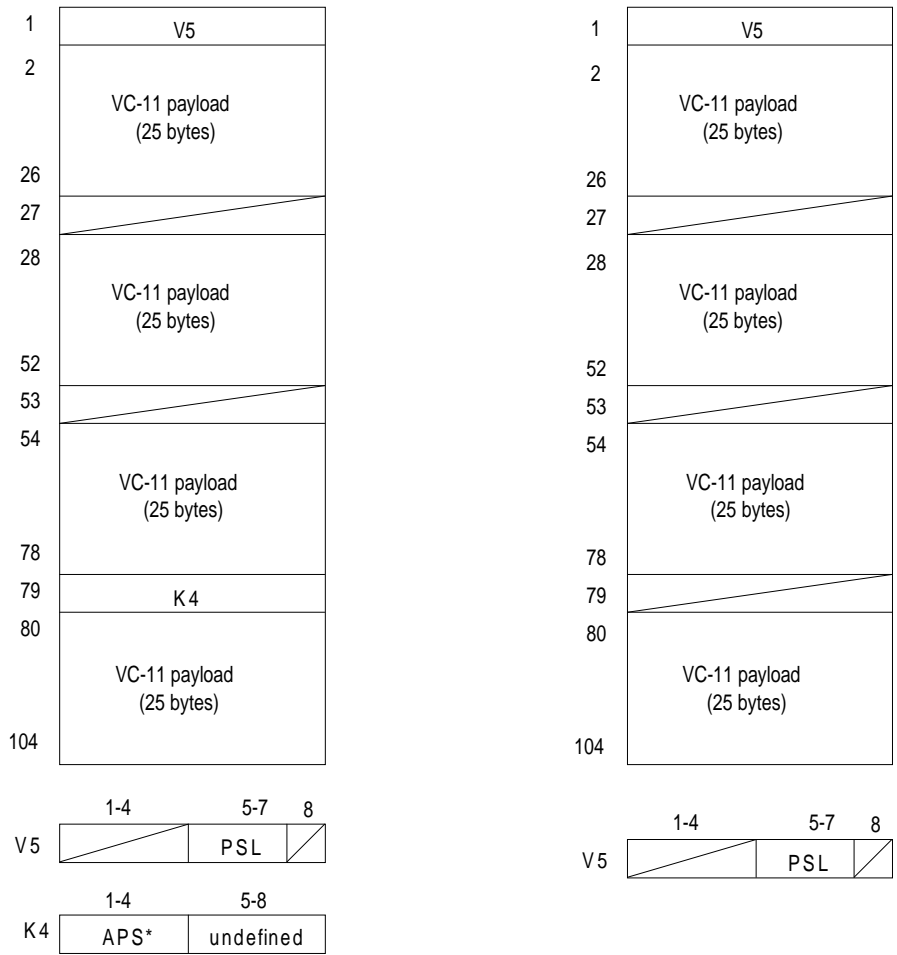 1 V5
2
VC-11 payload
(25 bytes)
26
27
28
VC-11 payload
(25 bytes)
52
53
54
VC-11 payload
(25 bytes)
78
79 K4
80
VC-11 payload
(25 bytes)
104
1-4 5-7 8
V5 PSL
1-4 5-8
K4 APS* undefined
1 V5
2
VC-11 payload
(25 bytes)
26
27
28
VC-11 payload
(25 bytes)
52
53
54
VC-11 payload
(25 bytes)
78
79
80
VC-11 payload
(25 bytes)
104
1-4 5-7 8
V5 PSL